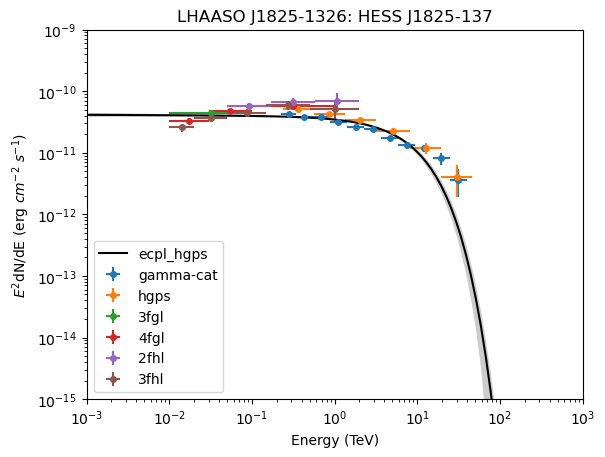 LHAASO J1825-1326: HESS J1825-137
E²dN/dE (erg cm⁻² s⁻¹)
10⁻⁹
10⁻¹⁰
10⁻¹¹
10⁻¹²
10⁻¹³
10⁻¹⁴
10⁻¹⁵
ecpl_hgps
gamma-cat
hgps
3fgl
4fgl
2fhl
3fhl
10⁻³ 10⁻² 10⁻¹ 10⁰ 10¹ 10² 10³
Energy (TeV)